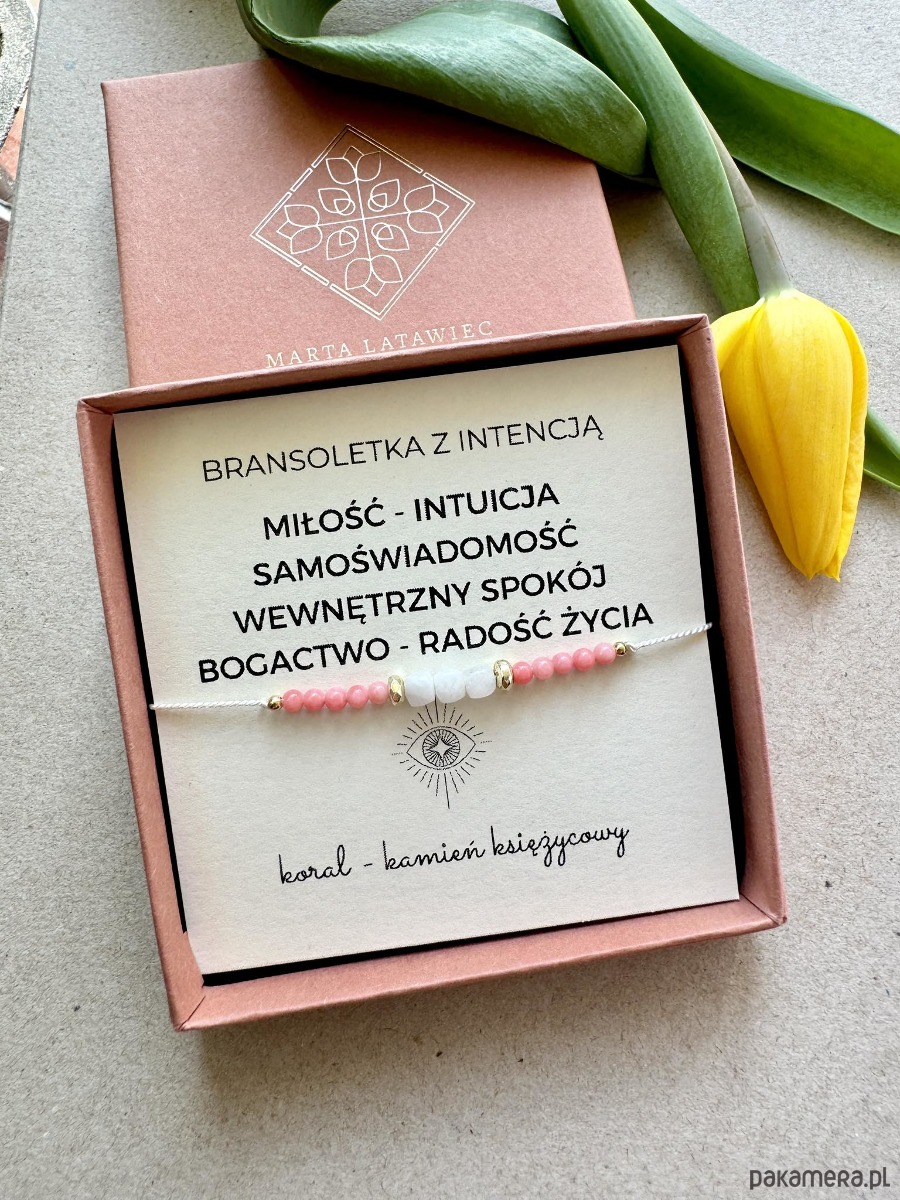 MARTA LATAWIEC
BRANSOLETKA Z INTENCJĄ
MIŁOŚĆ - INTUICJA
SAMOŚWIADOMOŚĆ
WEWNĘTRZNY SPOKÓJ
BOGACTWO - RADOŚĆ ŻYCIA
koral - kamień księżycowy
pakamera.pl